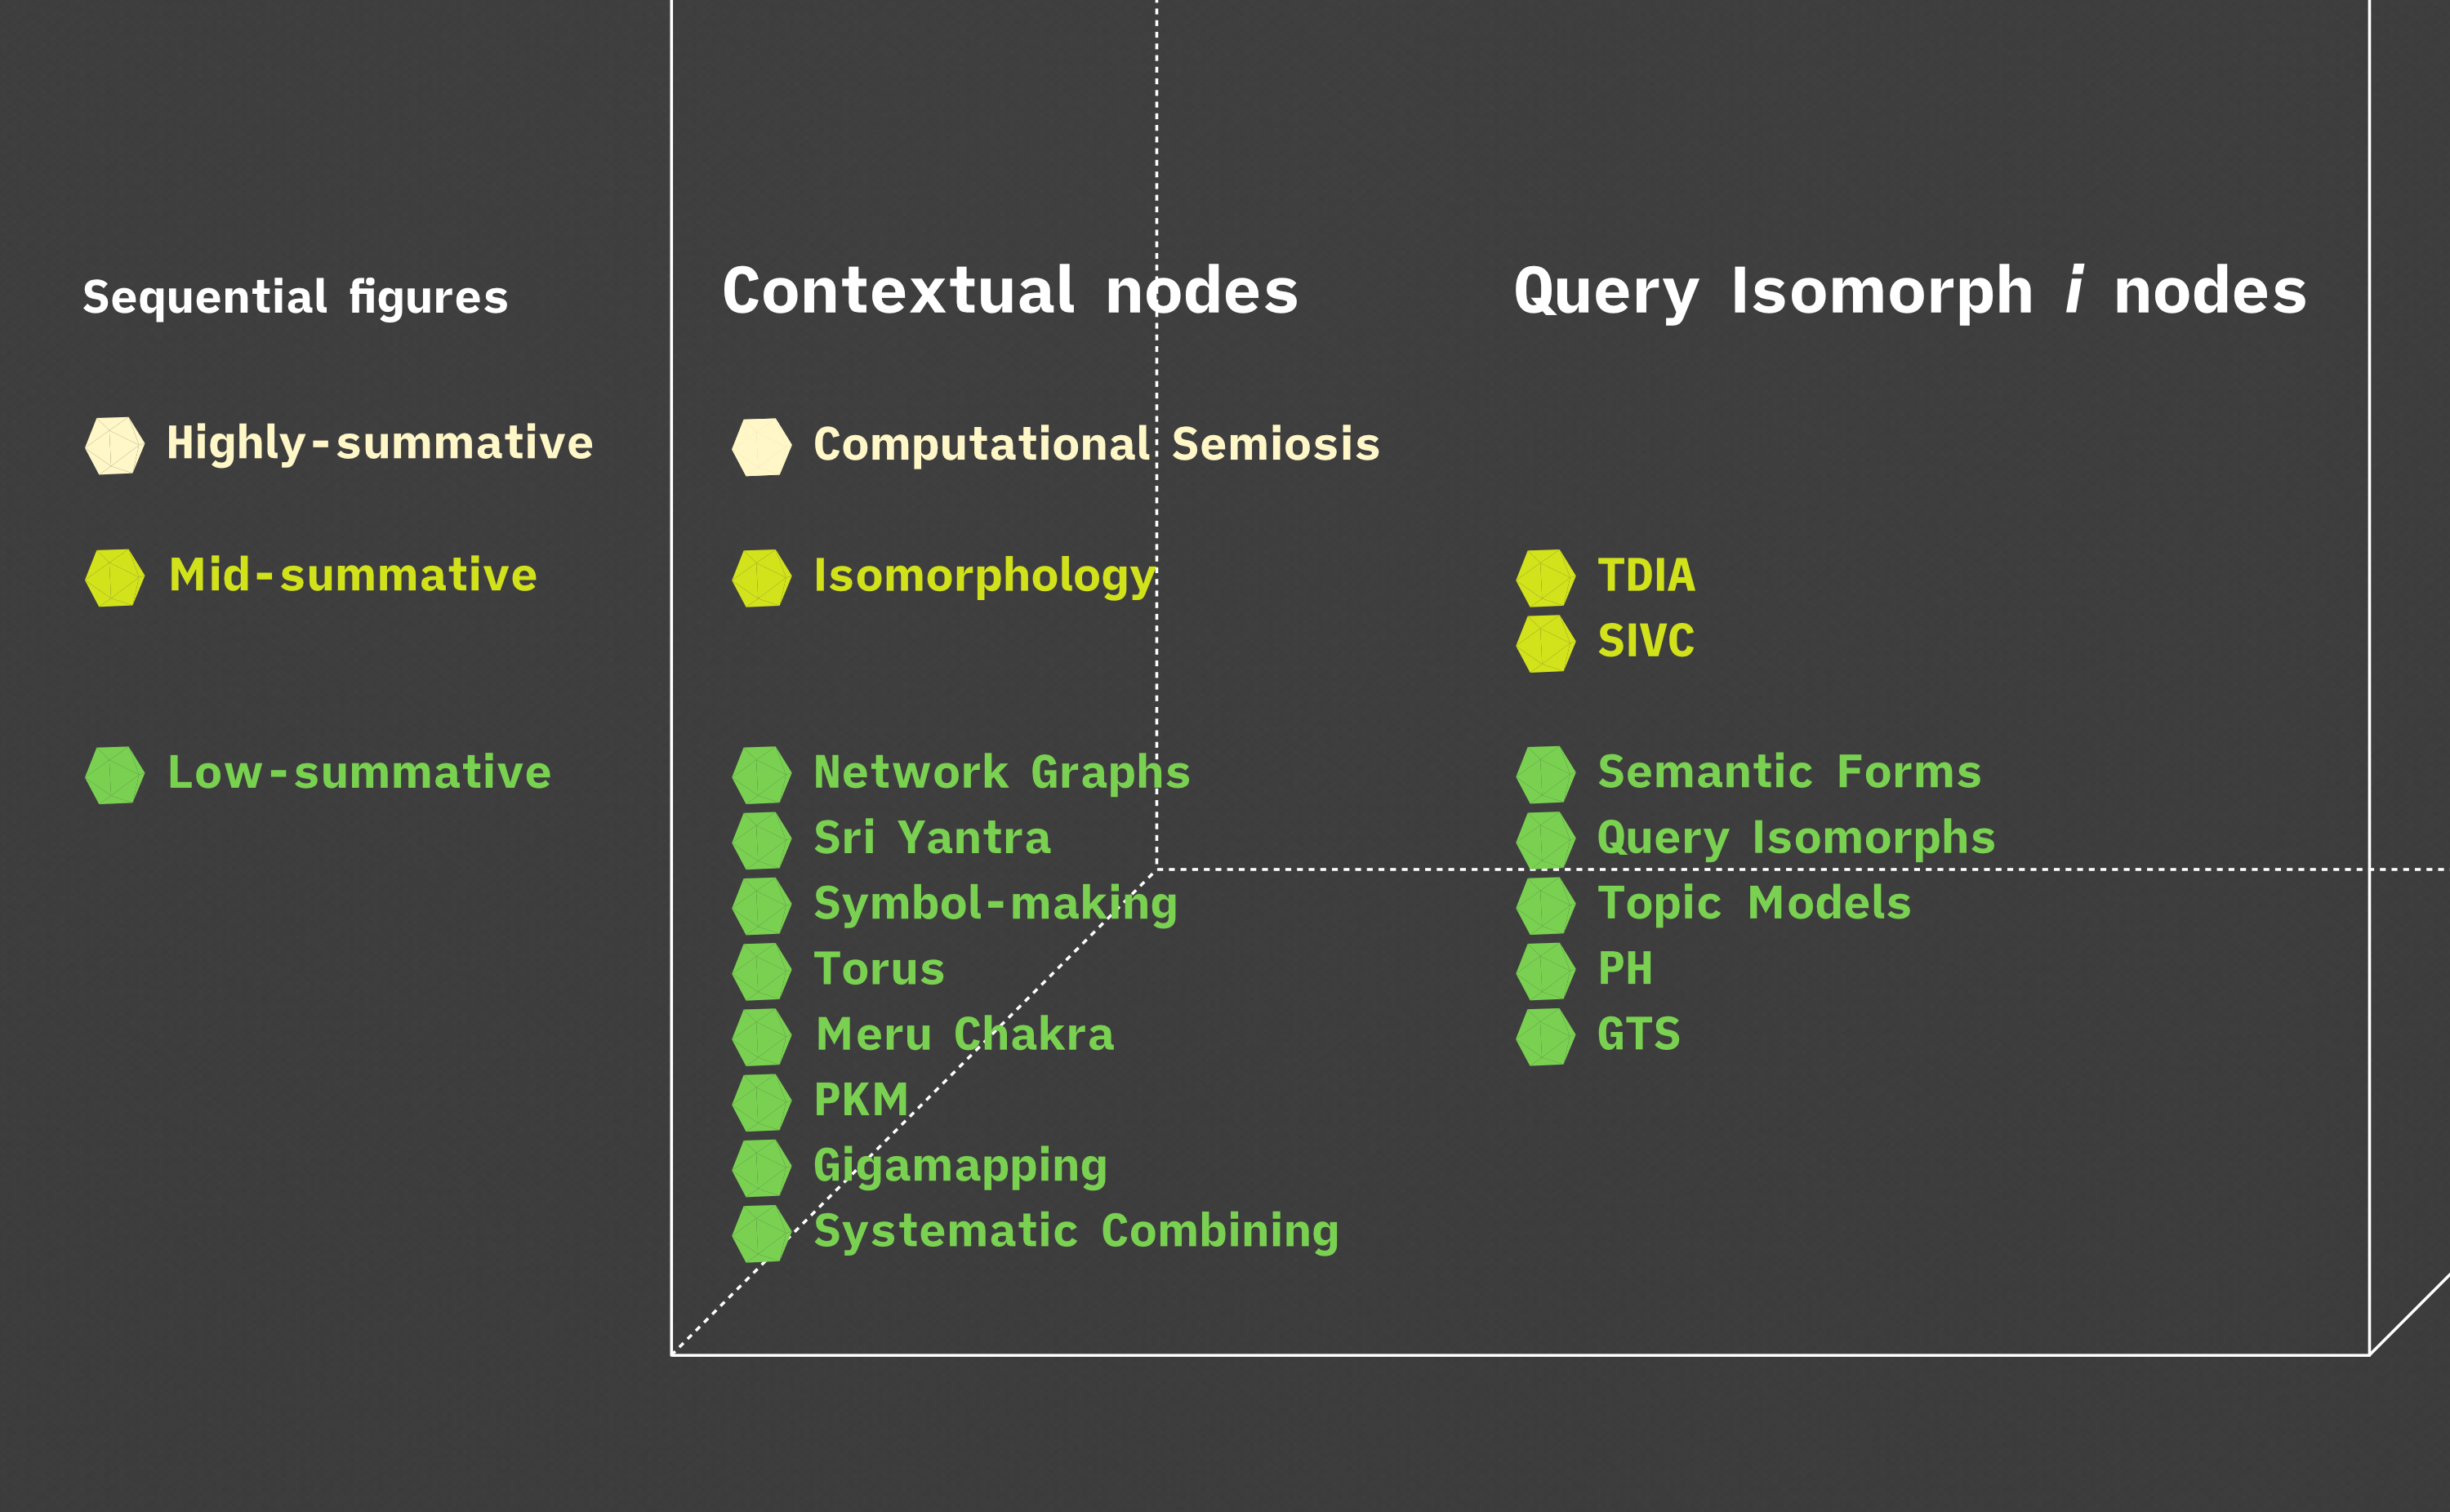 Sequential figures
Contextual nodes
Query Isomorph i nodes
Highly-summative
Computational Semiosis
Mid-summative
Isomorphology
TDIA
SIVC
Low-summative
Network Graphs
Semantic Forms
Sri Yantra
Query Isomorphs
Symbol-making
Topic Models
Torus
PH
Meru Chakra
GTS
PKM
Gigamapping
Systematic Combining